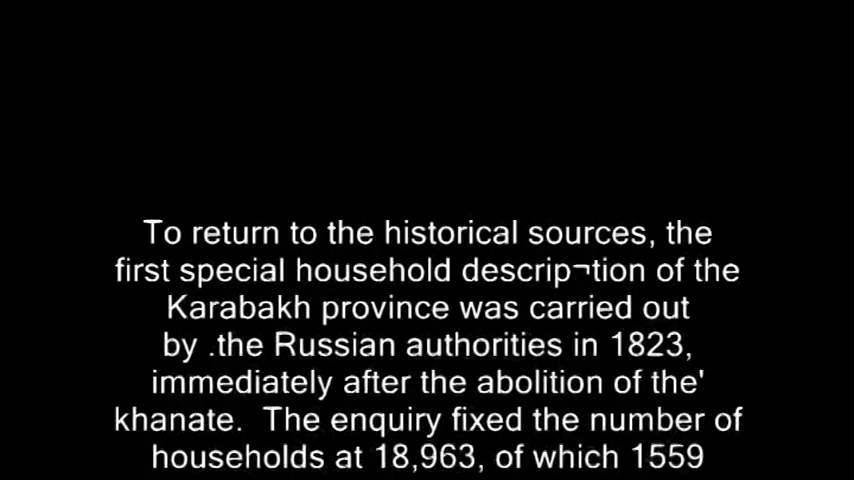 To return to the historical sources, the
first special household descrip¬tion of the
Karabakh province was carried out
by .the Russian authorities in 1823,
immediately after the abolition of the'
khanate.  The enquiry fixed the number of
households at 18,963, of which 1559